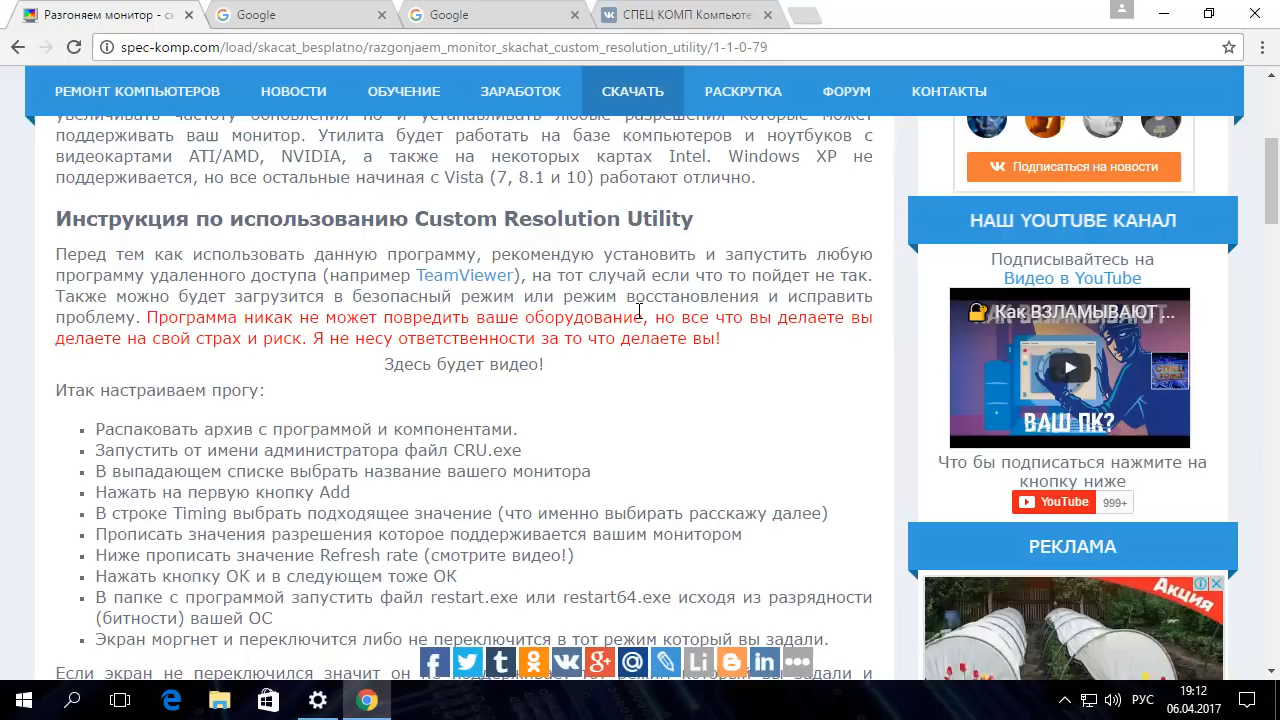 Разгоняем монитор - ск
Google
Google
СПЕЦ КОМП Компьюте
spec-komp.com/load/skacat_besplatno/razgonjaem_monitor_skachat_custom_resolution_utility/1-1-0-79
РЕМОНТ КОМПЬЮТЕРОВ НОВОСТИ ОБУЧЕНИЕ ЗАРАБОТОК СКАЧАТЬ РАСКРУТКА ФОРУМ КОНТАКТЫ
поддерживать ваш монитор. Утилита будет работать на базе компьютеров и ноутбуков с
видеокартами ATI/AMD, NVIDIA, а также на некоторых картах Intel. Windows XP не
поддерживается, но все остальные начиная с Vista (7, 8.1 и 10) работают отлично.
Инструкция по использованию Custom Resolution Utility
Перед тем как использовать данную программу, рекомендую установить и запустить любую
программу удаленного доступа (например TeamViewer), на тот случай если что то пойдет не так.
Также можно будет загрузится в безопасный режим или режим восстановления и исправить
проблему. Программа никак не может повредить ваше оборудование, но все что вы делаете вы
делаете на свой страх и риск. Я не несу ответственности за то что делаете вы!
Здесь будет видео!
Итак настраиваем прогу:
Распаковать архив с программой и компонентами.
Запустить от имени администратора файл CRU.exe
В выпадающем списке выбрать название вашего монитора
Нажать на первую кнопку Add
В строке Timing выбрать подходящее значение (что именно выбирать расскажу далее)
Прописать значения разрешения которое поддерживается вашим монитором
Ниже прописать значение Refresh rate (смотрите видео!)
Нажать кнопку ОК и в следующем тоже ОК
В папке с программой запустить файл restart.exe или restart64.exe исходя из разрядности
(битности) вашей ОС
Экран моргнет и переключится либо не переключится в тот режим который вы задали.
Подписаться на новости
НАШ YOUTUBE КАНАЛ
Подписывайтесь на
Видео в YouTube
Как ВЗЛАМЫВАЮТ ...
ВАШ ПК?
Что бы подписаться нажмите на
кнопку ниже
YouTube 999+
РЕКЛАМА
Акция
РУС
19:12
06.04.2017